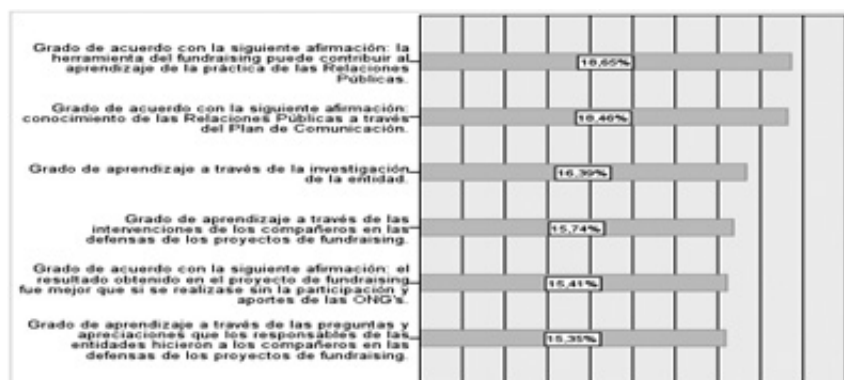 Grado de acuerdo con la siguiente afirmación: la
herramienta del fundraising puede contribuir al
aprendizaje de la práctica de las Relaciones
Públicas.
18,65%
Grado de acuerdo con la siguiente afirmación:
conocimiento de las Relaciones Públicas a través
del Plan de Comunicación.
18,46%
Grado de aprendizaje a través de la investigación
de la entidad.
16,39%
Grado de aprendizaje a través de las
intervenciones de los compañeros en las
defensas de los proyectos de fundraising.
15,74%
Grado de acuerdo con la siguiente afirmación: el
resultado obtenido en el proyecto de fundraising
fue mejor que si se realizase sin la participación y
aportes de las ONG's.
15,41%
Grado de aprendizaje a través de las preguntas y
apreciaciones que los responsables de las
entidades hicieron a los compañeros en las
defensas de los proyectos de fundraising.
15,35%